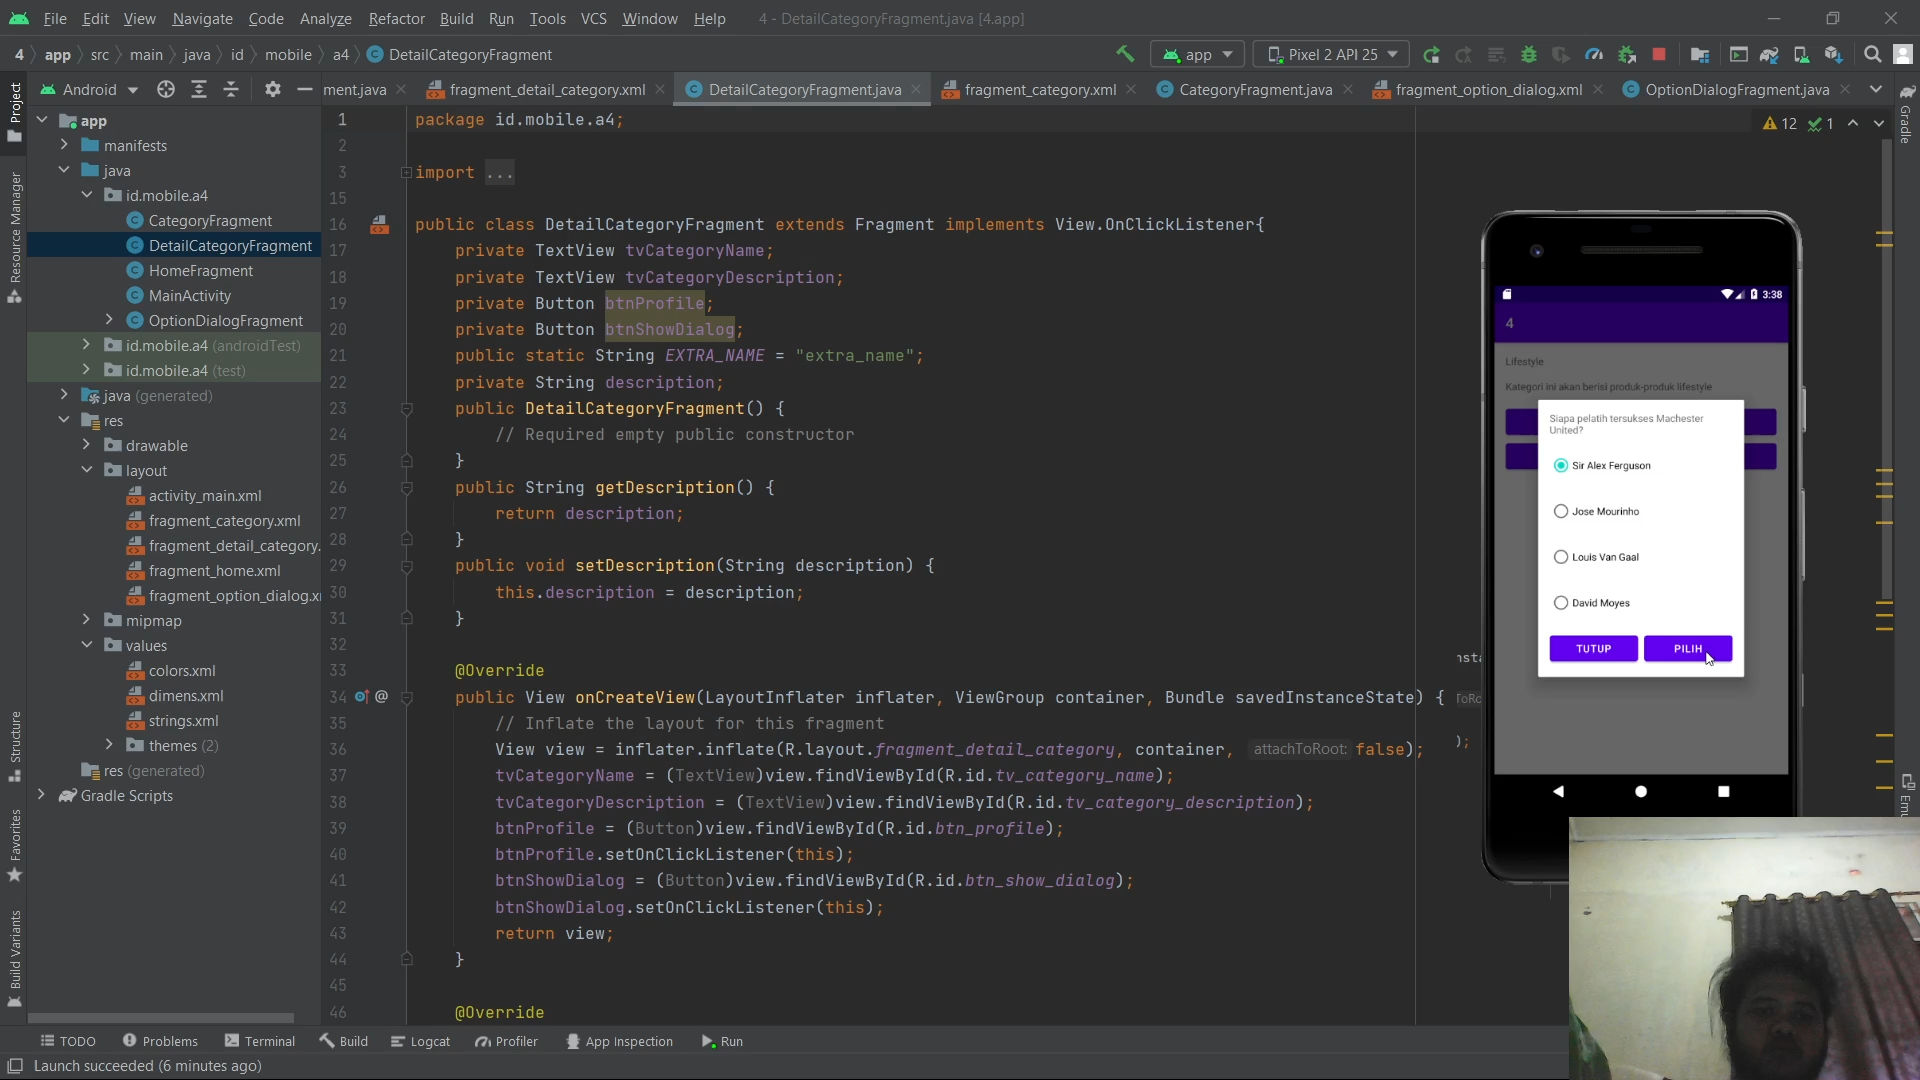 File Edit View Navigate Code Analyze Refactor Build Run Tools VCS Window Help 4 - DetailCategoryFragment.java [4.app]
4 app src main java id mobile a4 DetailCategoryFragment app Pixel 2 API 25
Android ment.java fragment_detail_category.xml DetailCategoryFragment.java fragment_category.xml CategoryFragment.java fragment_option_dialog.xml OptionDialogFragment.java
Project
Resource Manager
Structure
Favorites
Build Variants
app
manifests
java
id.mobile.a4
CategoryFragment
DetailCategoryFragment
HomeFragment
MainActivity
OptionDialogFragment
id.mobile.a4 (androidTest)
id.mobile.a4 (test)
java (generated)
res
drawable
layout
activity_main.xml
fragment_category.xml
fragment_detail_category.
fragment_home.xml
fragment_option_dialog.x
mipmap
values
colors.xml
dimens.xml
strings.xml
themes (2)
res (generated)
Gradle Scripts
12 1
1 package id.mobile.a4;
2
3 import ...
15
16 public class DetailCategoryFragment extends Fragment implements View.OnClickListener{
17 private TextView tvCategoryName;
18 private TextView tvCategoryDescription;
19 private Button btnProfile;
20 private Button btnShowDialog;
21 public static String EXTRA_NAME = "extra_name";
22 private String description;
23 public DetailCategoryFragment() {
24 // Required empty public constructor
25 }
26 public String getDescription() {
27 return description;
28 }
29 public void setDescription(String description) {
30 this.description = description;
31 }
32
33 @Override
34 @ public View onCreateView(LayoutInflater inflater, ViewGroup container, Bundle savedInstanceState) {
35 // Inflate the layout for this fragment
36 View view = inflater.inflate(R.layout.fragment_detail_category, container, attachToRoot: false);
37 tvCategoryName = (TextView)view.findViewById(R.id.tv_category_name);
38 tvCategoryDescription = (TextView)view.findViewById(R.id.tv_category_description);
39 btnProfile = (Button)view.findViewById(R.id.btn_profile);
40 btnProfile.setOnClickListener(this);
41 btnShowDialog = (Button)view.findViewById(R.id.btn_show_dialog);
42 btnShowDialog.setOnClickListener(this);
43 return view;
44 }
45
46 @Override
3:38
4
Lifestyle
Kategori ini akan berisi produk-produk lifestyle
Siapa pelatih tersukses Machester
United?
Sir Alex Ferguson
Jose Mourinho
Louis Van Gaal
David Moyes
TUTUP PILIH
);
Gradle
TODO Problems Terminal Build Logcat Profiler App Inspection Run
Launch succeeded (6 minutes ago)